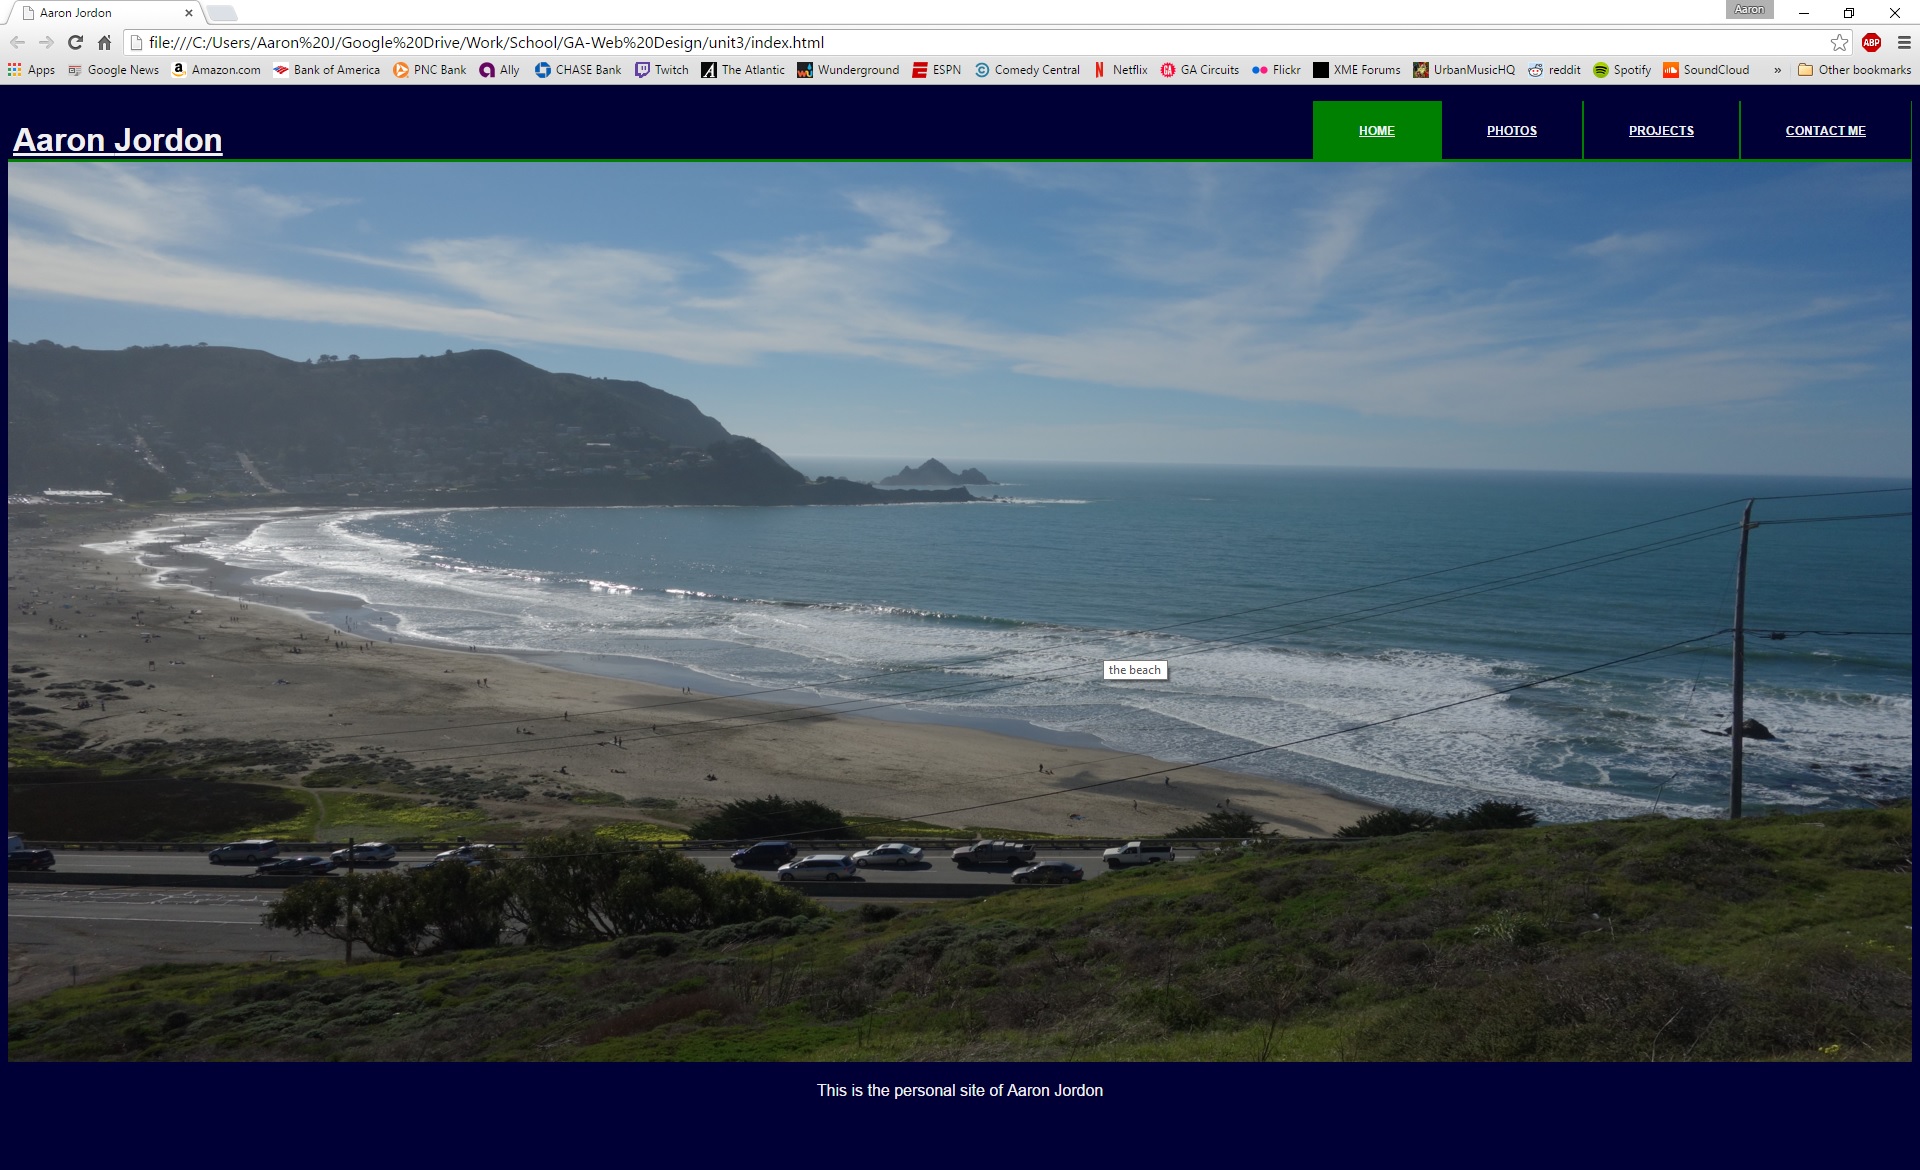 Aaron Jordon
Aaron
file:///C:/Users/Aaron%20J/Google%20Drive/Work/School/GA-Web%20Design/unit3/index.html
ABP
Apps Google News Amazon.com Bank of America PNC Bank Ally CHASE Bank Twitch The Atlantic Wunderground ESPN Comedy Central Netflix GA Circuits Flickr XME Forums UrbanMusicHQ reddit Spotify SoundCloud » Other bookmarks
Aaron Jordon
HOME PHOTOS PROJECTS CONTACT ME
the beach
This is the personal site of Aaron Jordon